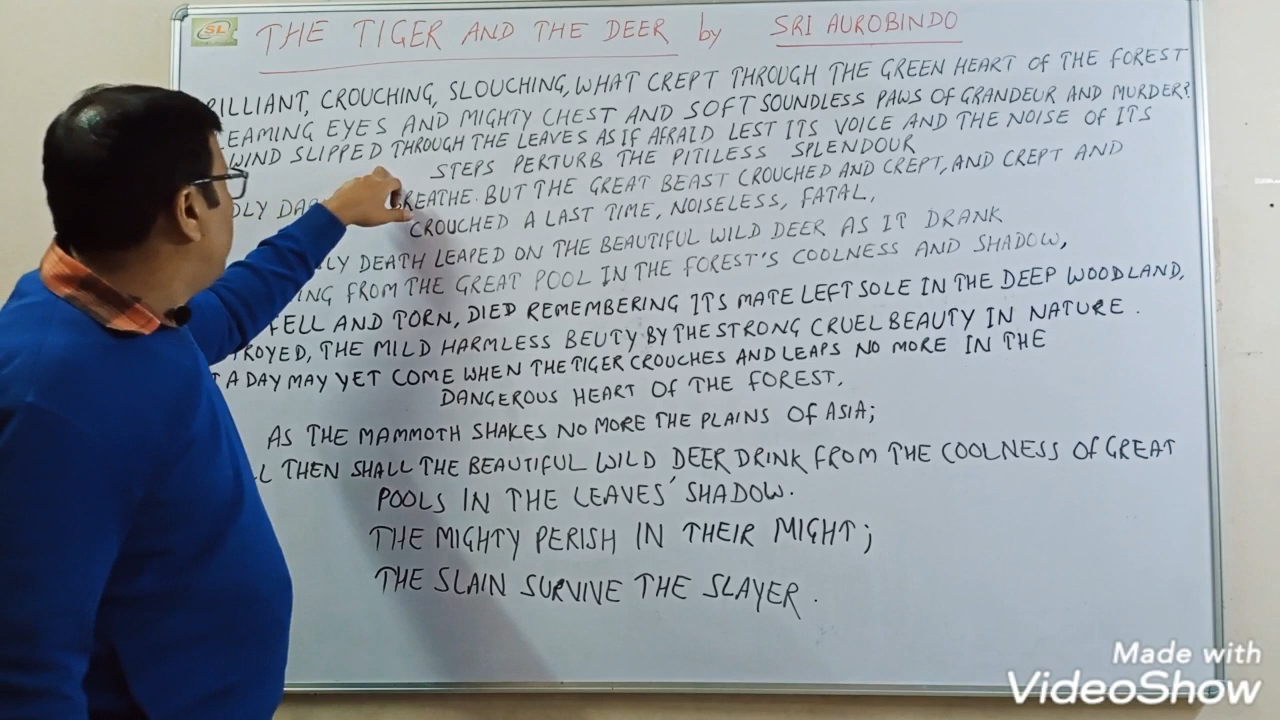 SL
THE TIGER AND THE DEER by SRI AUROBINDO
CROUCHING, SLOUCHING, WHAT CREPT THROUGH THE GREEN HEART OF THE FOREST
EYES AND MIGHTY CHEST AND SOFT SOUNDLESS PAWS OF GRANDEUR AND MURDER?
WIND SLIPPED THROUGH THE LEAVES AS IF AFRAID LEST ITS VOICE AND THE NOISE OF ITS
STEPS PERTURB THE PITILESS SPLENDOUR
BUT THE GREAT BEAST CROUCHED AND CREPT, AND CREPT AND
CROUCHED A LAST TIME, NOISELESS, FATAL,
DEATH LEAPED ON THE BEAUTIFUL WILD DEER AS IT DRANK
FROM THE GREAT POOL IN THE FOREST'S COOLNESS AND SHADOW,
FELL AND TORN, DIED REMEMBERING ITS MATE LEFT SOLE IN THE DEEP WOODLAND,
THE MILD HARMLESS BEUTY BY THE STRONG CRUEL BEAUTY IN NATURE.
A DAY MAY YET COME WHEN THE TIGER CROUCHES AND LEAPS NO MORE IN THE
DANGEROUS HEART OF THE FOREST,
AS THE MAMMOTH SHAKES NO MORE THE PLAINS OF ASIA;
THEN SHALL THE BEAUTIFUL WILD DEER DRINK FROM THE COOLNESS OF GREAT
POOLS IN THE LEAVES' SHADOW.
THE MIGHTY PERISH IN THEIR MIGHT;
THE SLAIN SURVIVE THE SLAYER.
Made with
VideoShow